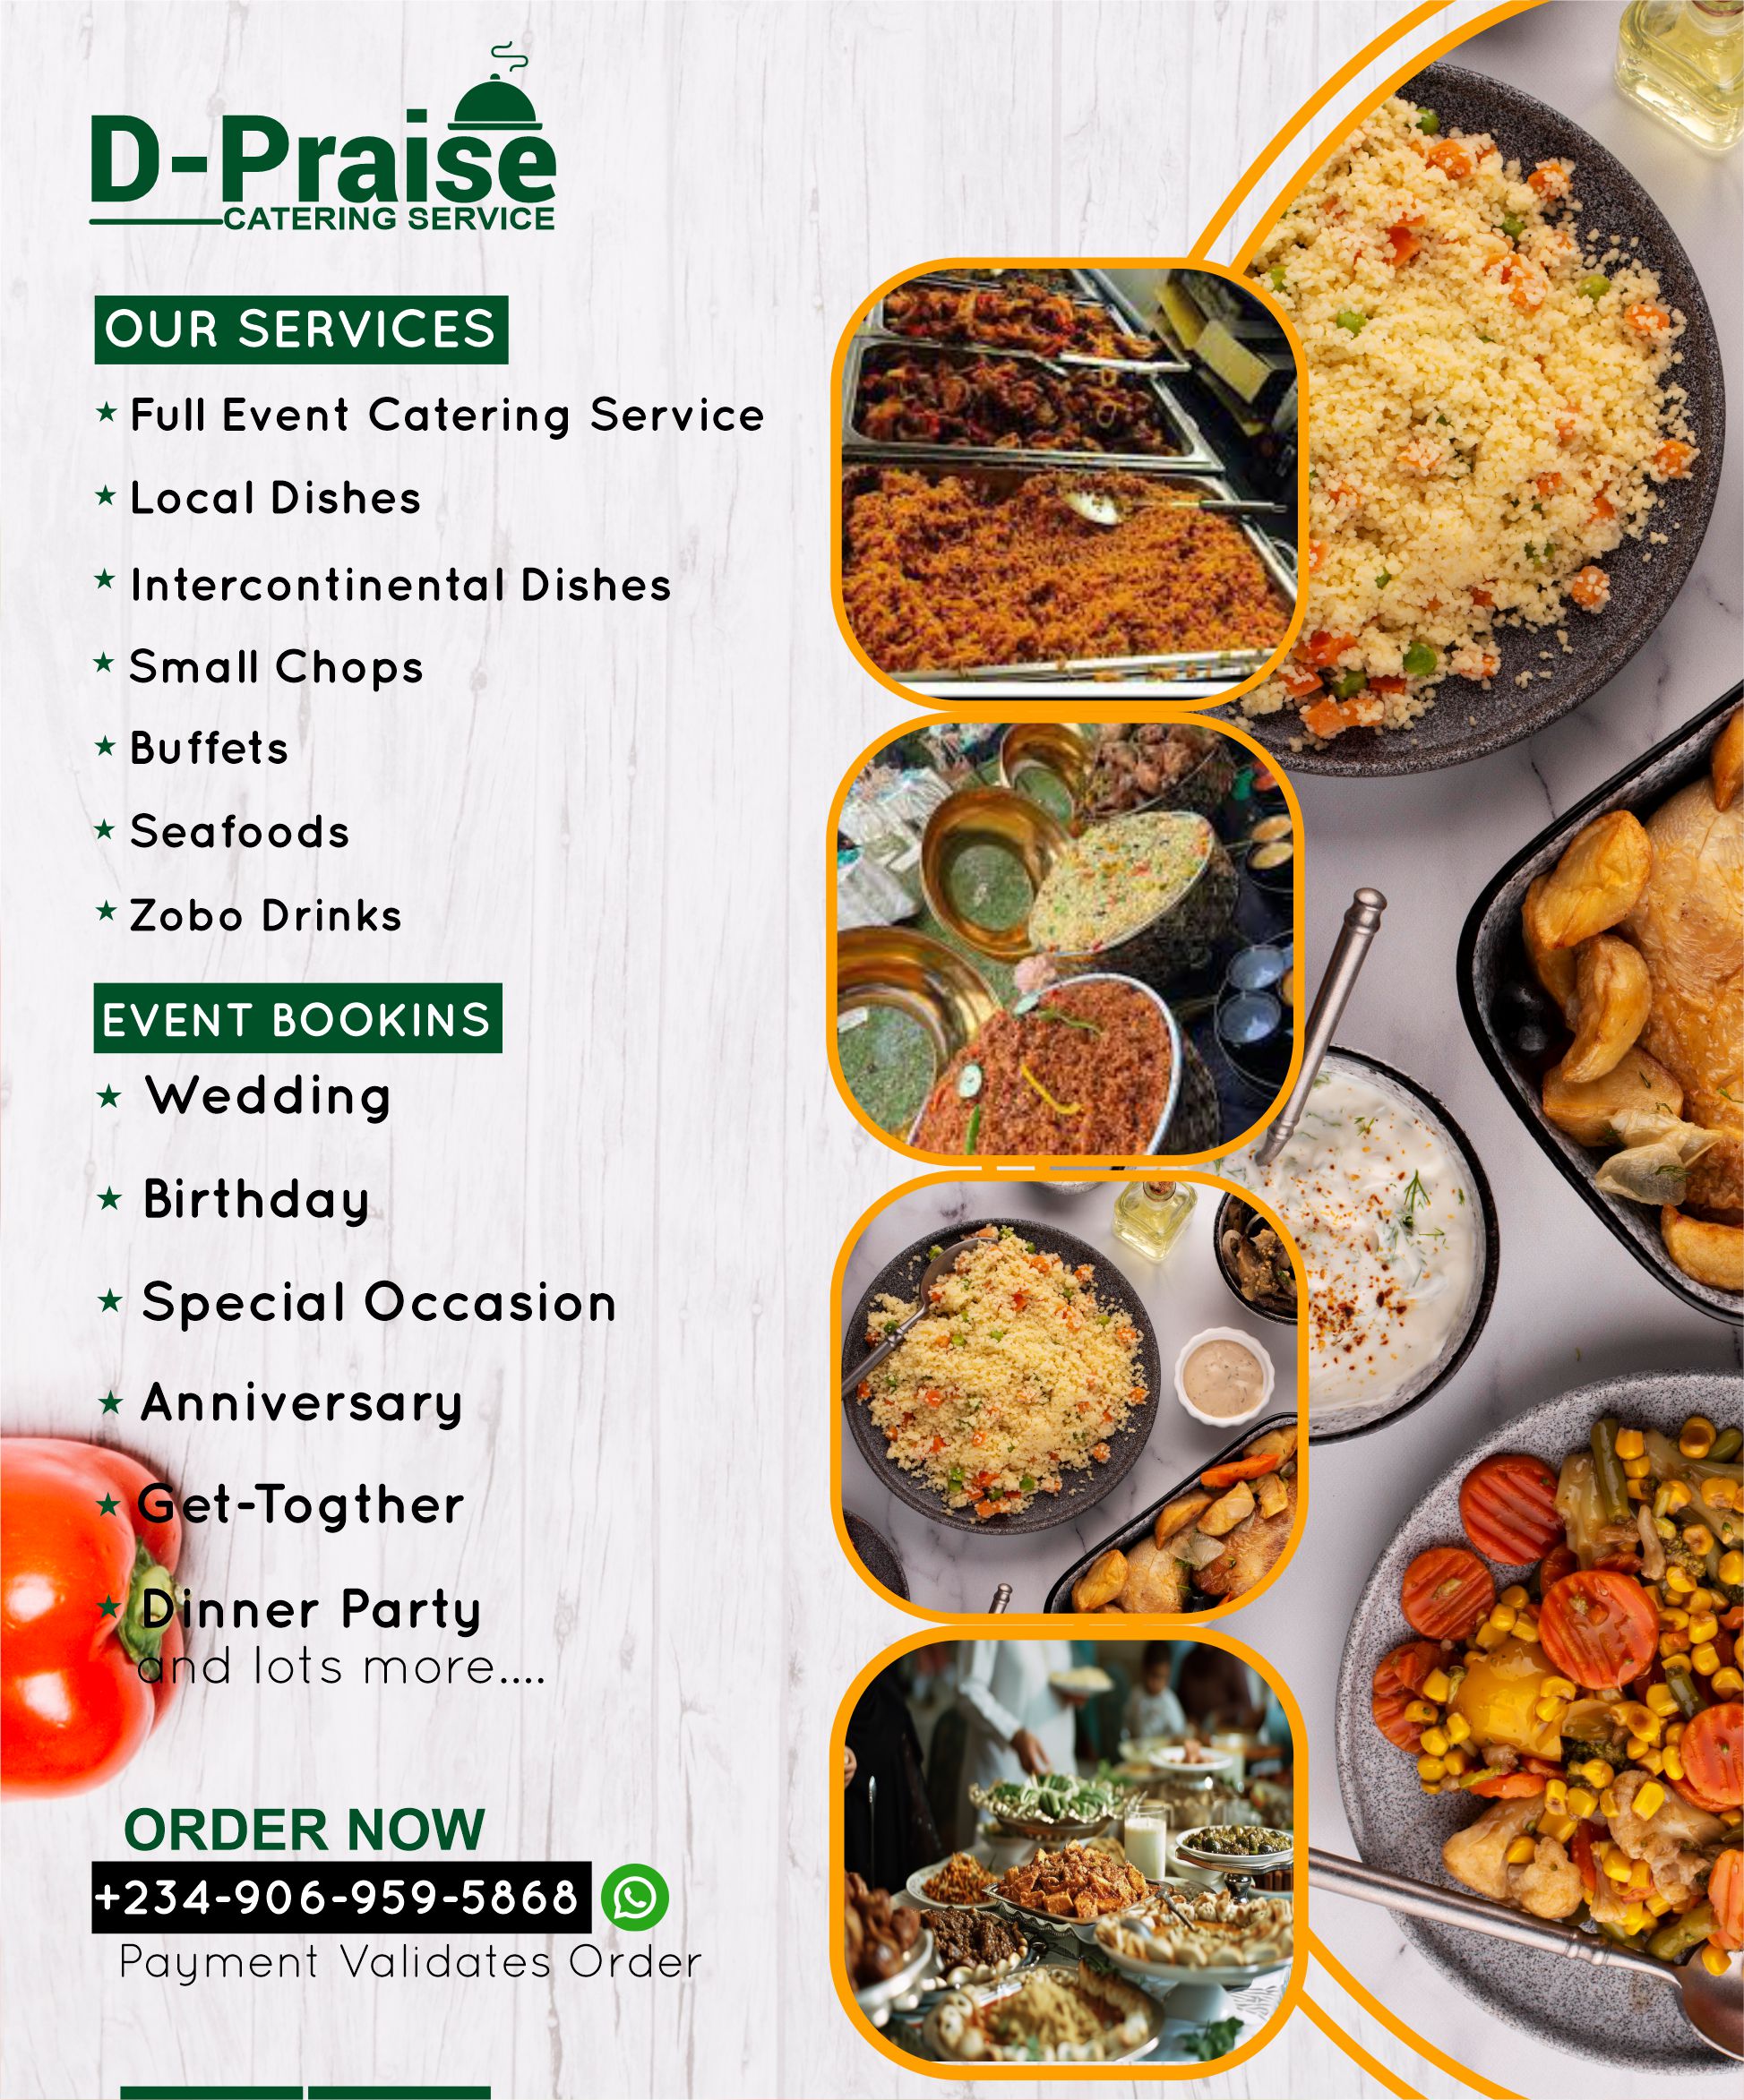 D-Praise
CATERING SERVICE
OUR SERVICES
Full Event Catering Service
Local Dishes
Intercontinental Dishes
Small Chops
Buffets
Seafoods
Zobo Drinks
EVENT BOOKINS
Wedding
Birthday
Special Occasion
Anniversary
Get-Togther
Dinner Party
and lots more....
ORDER NOW
+234-906-959-5868
Payment Validates Order